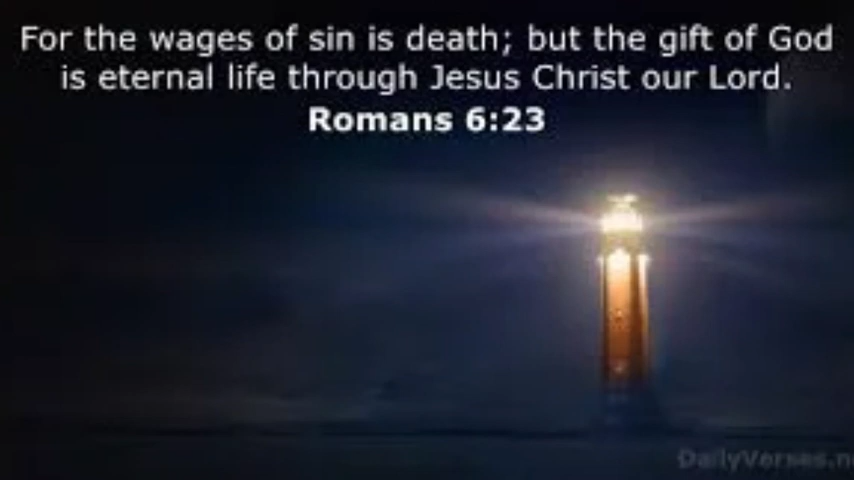 For the wages of sin is death; but the gift of God
is eternal life through Jesus Christ our Lord.
Romans 6:23
DailyVerses.n